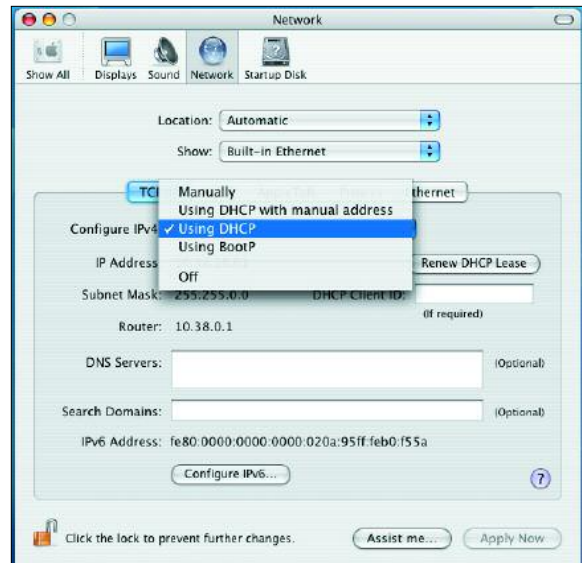 Network
Show All Displays Sound Network Startup Disk
Location: Automatic
Show: Built-in Ethernet
TCP thernet
Manually
Using DHCP with manual address
Configure IPv4 ✓ Using DHCP
Using BootP
Off
IP Address Renew DHCP Lease
Subnet Mask: 255.255.0.0 DHCP Client ID:
(If required)
Router: 10.38.0.1
DNS Servers: (Optional)
Search Domains: (Optional)
IPv6 Address: fe80:0000:0000:0000:020a:95ff:feb0:f55a
Configure IPv6...
?
Click the lock to prevent further changes. Assist me... Apply Now